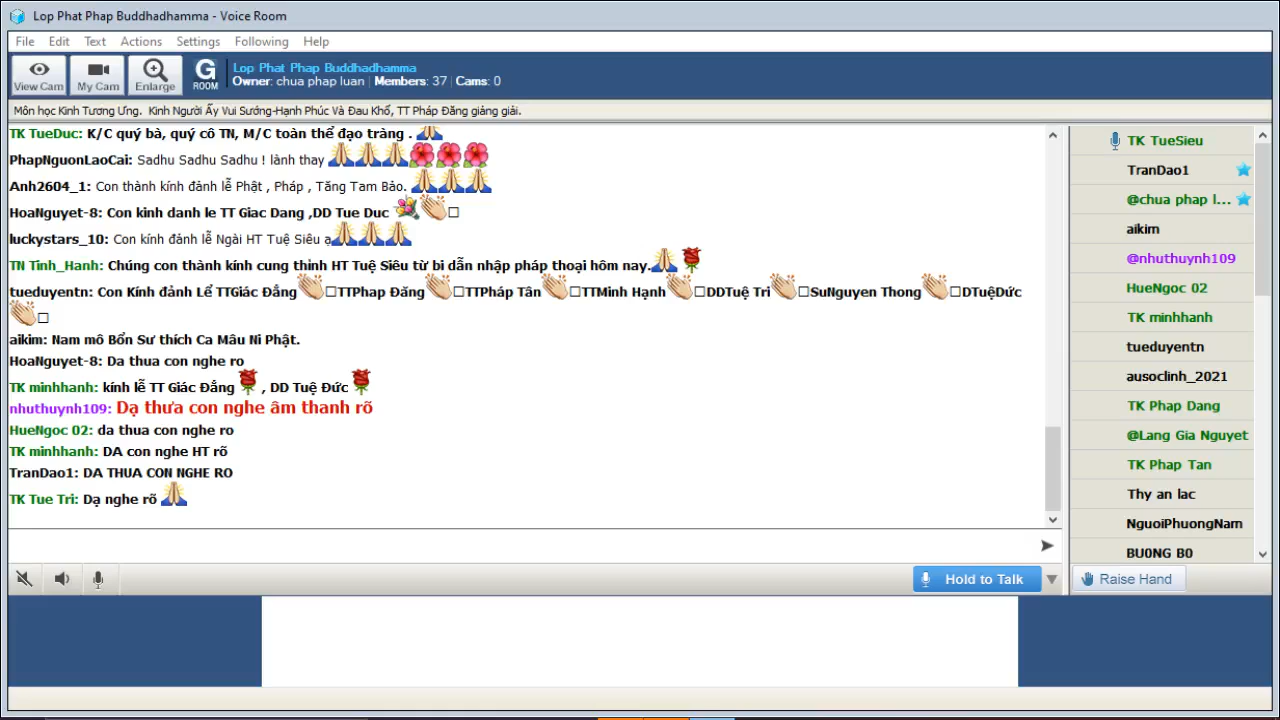 Lop Phat Phap Buddhadhamma - Voice Room
File Edit Text Actions Settings Following Help
View Cam My Cam Enlarge G ROOM
Lop Phat Phap Buddhadhamma
Owner: chua phap luan | Members: 37 | Cams: 0
Môn học Kinh Tương Ưng. Kinh Người Ấy Vui Sướng-Hạnh Phúc Và Đau Khổ, TT Pháp Đăng giảng giải.
TK TueDuc: K/C quý bà, quý cô TN, M/C toàn thể đạo tràng .
PhapNguonLaoCai: Sadhu Sadhu Sadhu ! lành thay
Anh2604_1: Con thành kính đảnh lễ Phật , Pháp , Tăng Tam Bảo.
HoaNguyet-8: Con kinh danh le TT Giac Dang ,DD Tue Duc
luckystars_10: Con kính đảnh lễ Ngài HT Tuệ Siêu ạ
TN Tinh_Hanh: Chúng con thành kính cung thỉnh HT Tuệ Siêu từ bi dẫn nhập pháp thoại hôm nay.
tueduyentn: Con Kính đảnh Lể TTGiác Đẳng TTPhap Đăng TTPháp Tân TTMinh Hạnh DDTuệ Tri SuNguyen Thong DTuệDức
aikim: Nam mô Bổn Sư thích Ca Mâu Ni Phật.
HoaNguyet-8: Da thua con nghe ro
TK minhhanh: kính lễ TT Giác Đẳng , DD Tuệ Đức
nhuthuynh109: Dạ thưa con nghe âm thanh rõ
HueNgoc 02: da thua con nghe ro
TK minhhanh: DA con nghe HT rõ
TranDao1: DA THUA CON NGHE RO
TK Tue Tri: Dạ nghe rõ
Hold to Talk
TK TueSieu
TranDao1
@chua phap l...
aikim
@nhuthuynh109
HueNgoc 02
TK minhhanh
tueduyentn
ausoclinh_2021
TK Phap Dang
@Lang Gia Nguyet
TK Phap Tan
Thy an lac
NguoiPhuongNam
BU0NG B0
Raise Hand